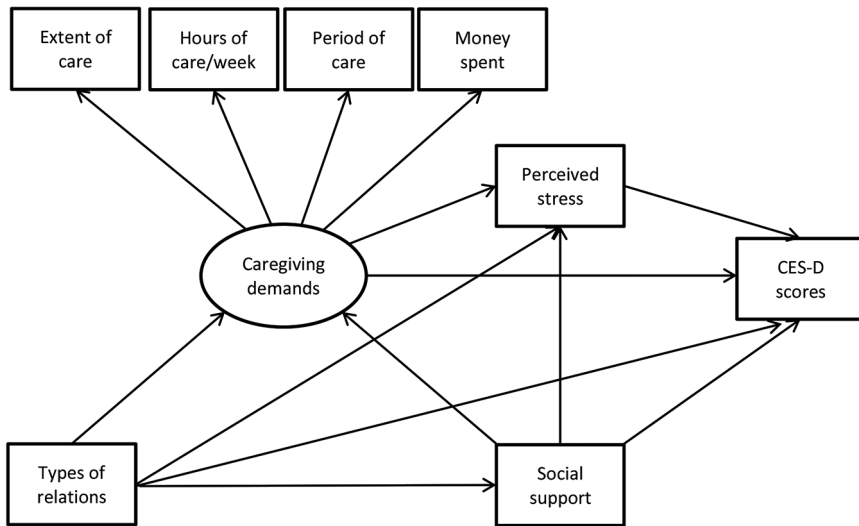 Extent of
care
Hours of
care/week
Period of
care
Money
spent
Perceived
stress
Caregiving
demands
CES-D
scores
Types of
relations
Social
support